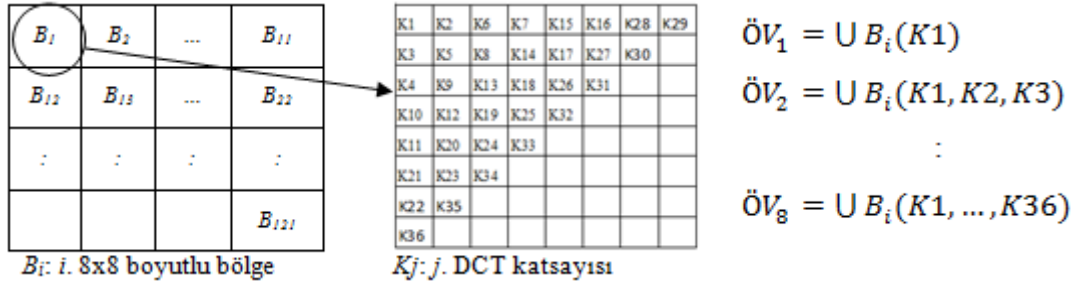 B1 B2 ... B11
B12 B13 ... B22
: : : :
B121
Bi: i. 8x8 boyutlu bölge
K1 K2 K6 K7 K15 K16 K28 K29
K3 K5 K8 K14 K17 K27 K30
K4 K9 K13 K18 K26 K31
K10 K12 K19 K25 K32
K11 K20 K24 K33
K21 K23 K34
K22 K35
K36
Kj: j. DCT katsayısı
ÖV₁ = ∪ Bᵢ(K1)
ÖV₂ = ∪ Bᵢ(K1, K2, K3)
:
ÖV₈ = ∪ Bᵢ(K1, ... , K36)